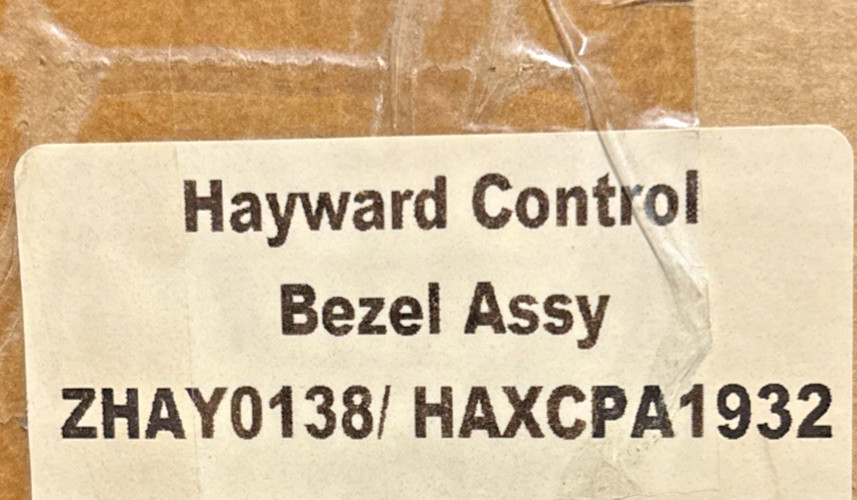 Hayward Control
Bezel Assy
ZHAY0138/ HAXCPA1932